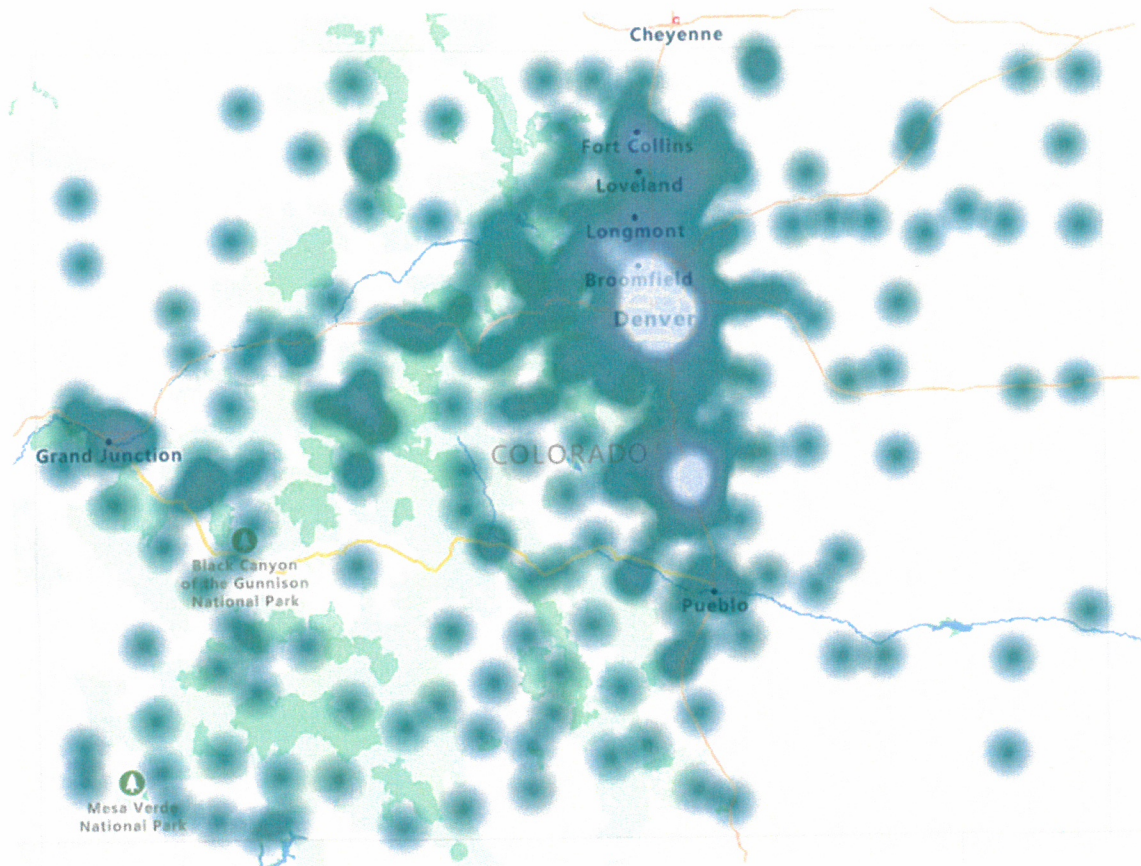 Cheyenne
Fort Collins
Loveland
Longmont
Broomfield
Denver
Grand Junction
COLORADO
Black Canyon
of the Gunnison
National Park
Pueblo
Mesa Verde
National Park